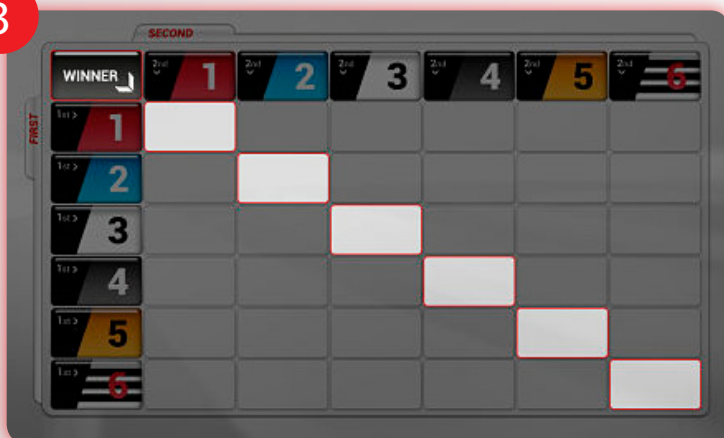 3
SECOND
WINNER 2nd 1 2nd 2 2nd 3 2nd 4 2nd 5 2nd 6
FIRST
1st > 1
1st > 2
1st > 3
1st > 4
1st > 5
1st > 6